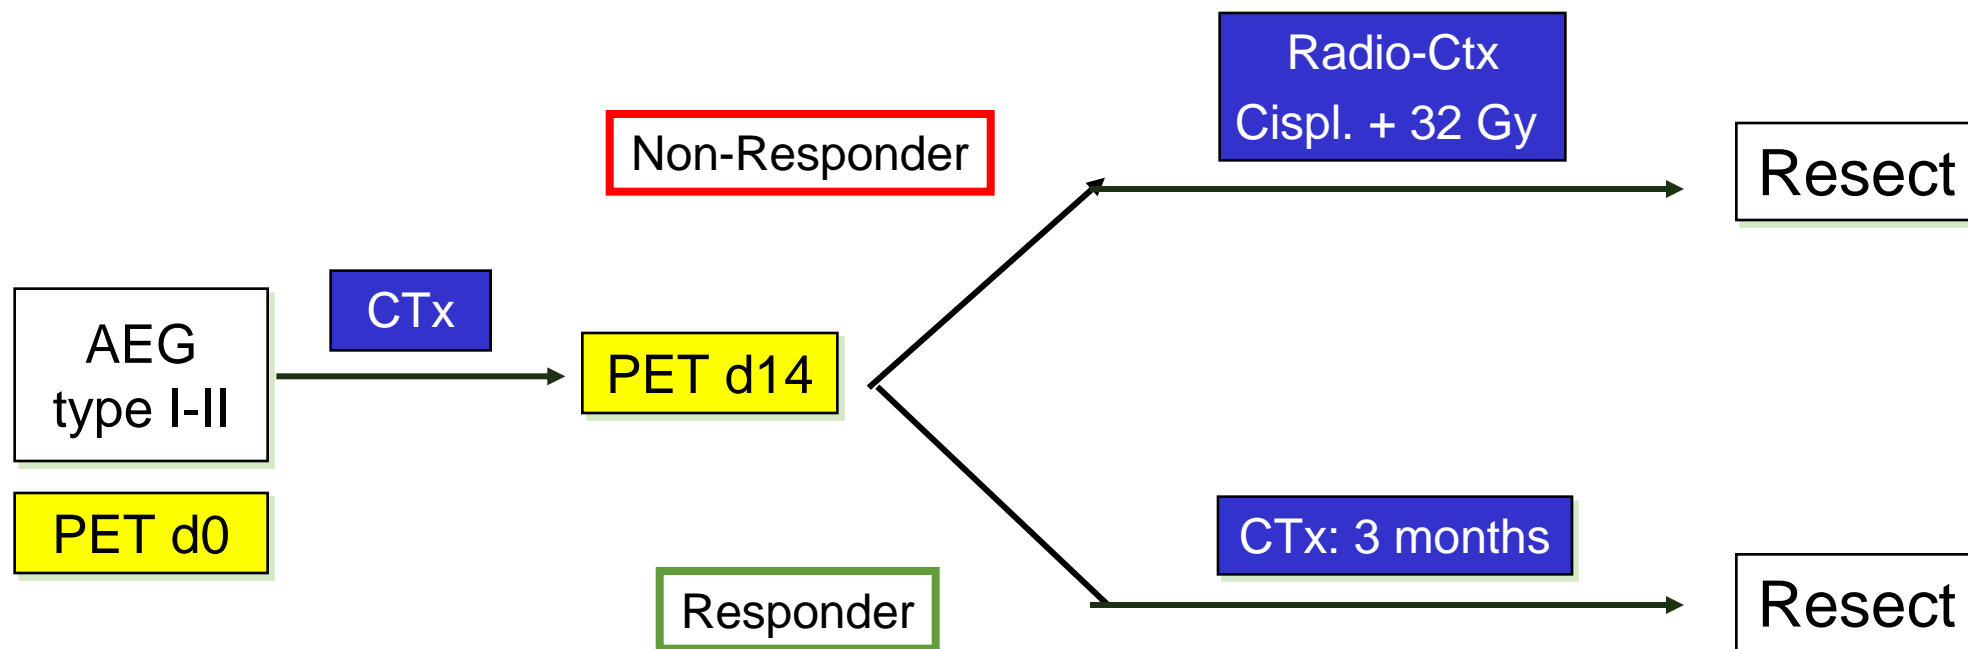 Radio-Ctx
Cispl. + 32 Gy
Non-Responder
Resect
CTx
AEG
type I-II
PET d14
PET d0
CTx: 3 months
Responder
Resect